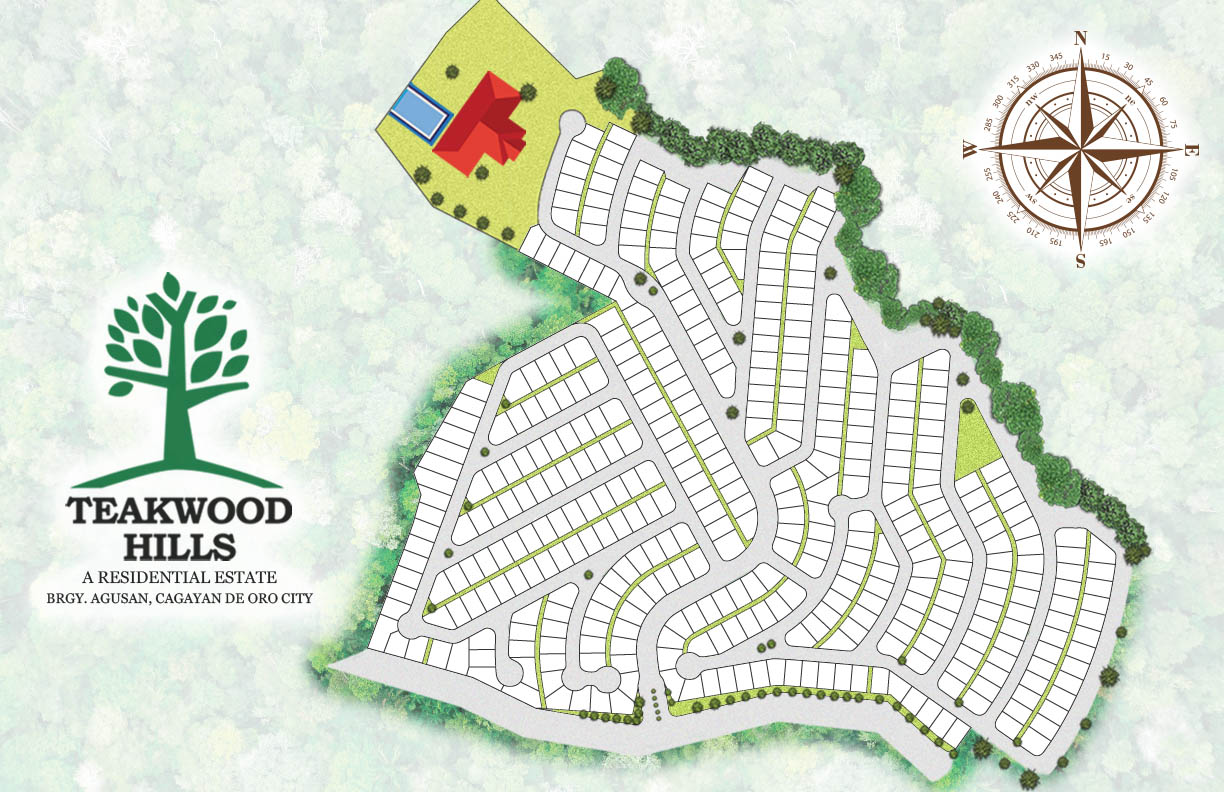 TEAKWOOD
HILLS
A RESIDENTIAL ESTATE
BRGY. AGUSAN, CAGAYAN DE ORO CITY
N
345
15
330
30
315
nw
ne
45
300
60
285
75
W
E
255
105
240
120
225
sw
se
135
210
150
195
165
S